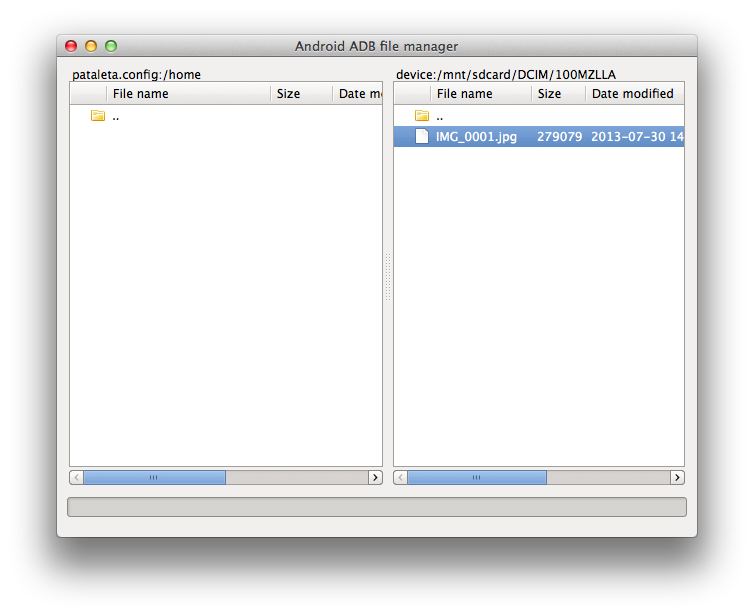 Android ADB file manager
pataleta.config:/home
File name Size Date m
..
device:/mnt/sdcard/DCIM/100MZLLA
File name Size Date modified
..
IMG_0001.jpg 279079 2013-07-30 14